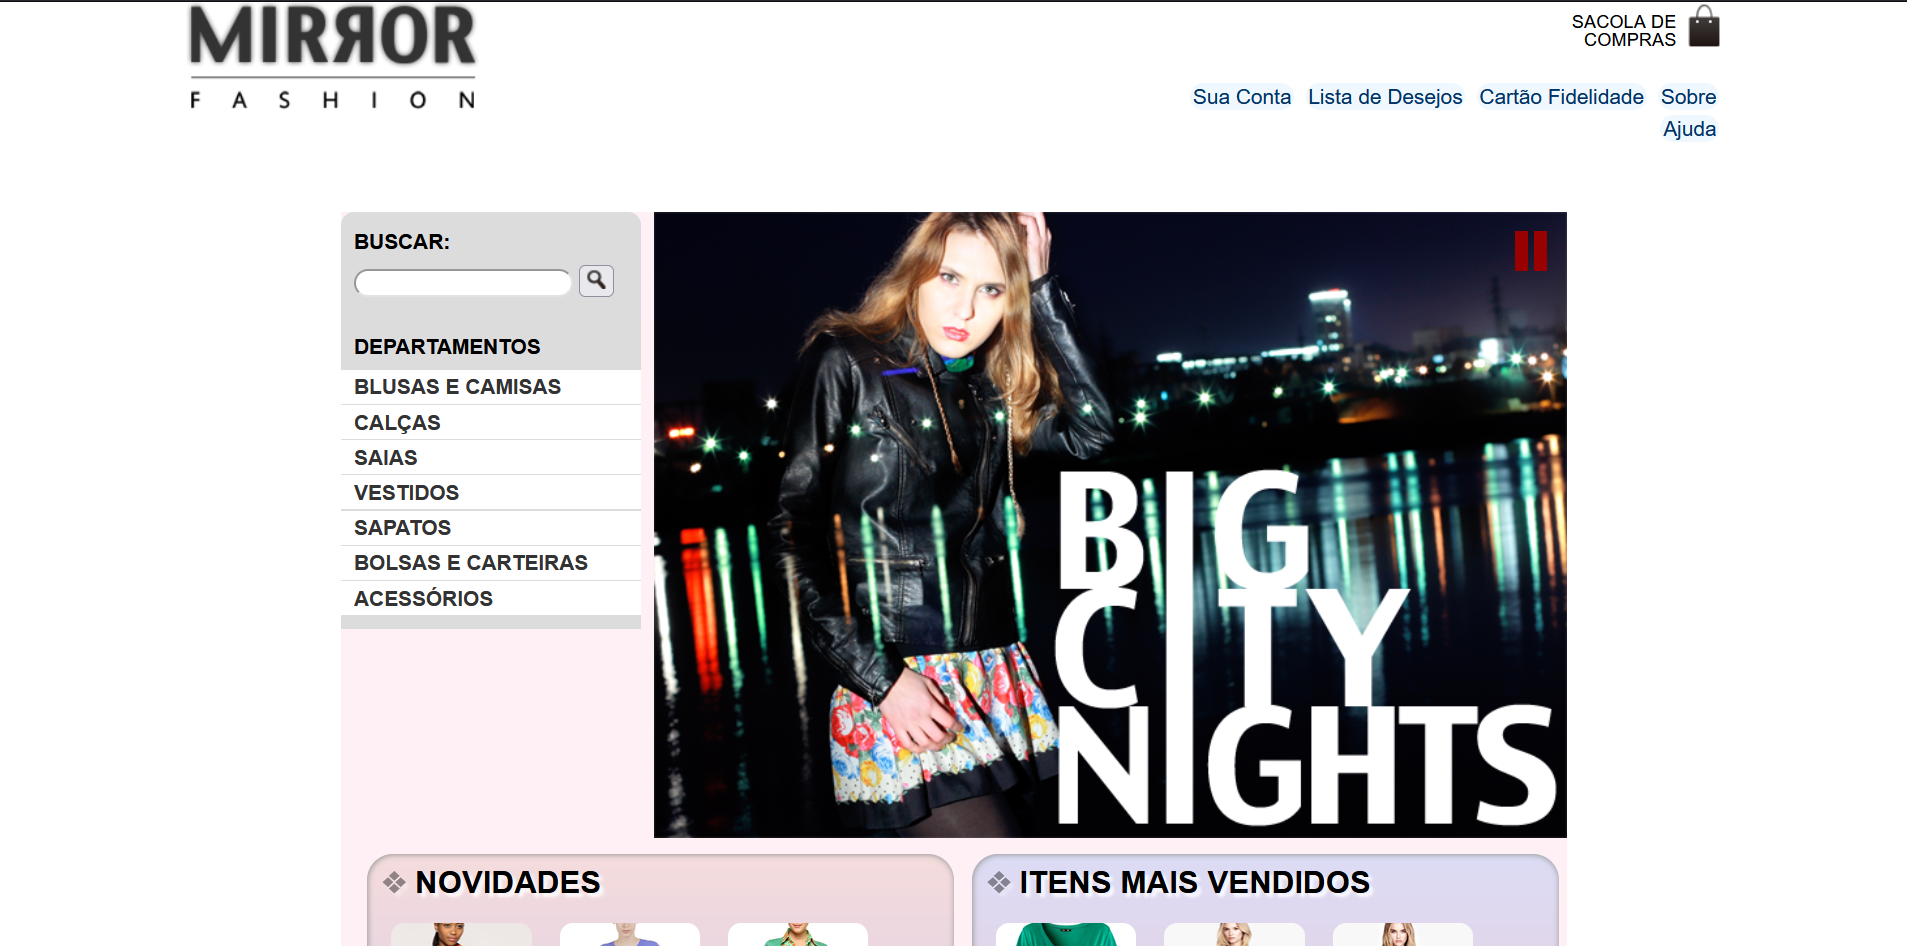 MIRROR
FASHION
SACOLA DE
COMPRAS
Sua Conta Lista de Desejos Cartão Fidelidade Sobre
Ajuda
BUSCAR:
DEPARTAMENTOS
BLUSAS E CAMISAS
CALÇAS
SAIAS
VESTIDOS
SAPATOS
BOLSAS E CARTEIRAS
ACESSÓRIOS
BIG
CITY
NIGHTS
NOVIDADES
ITENS MAIS VENDIDOS